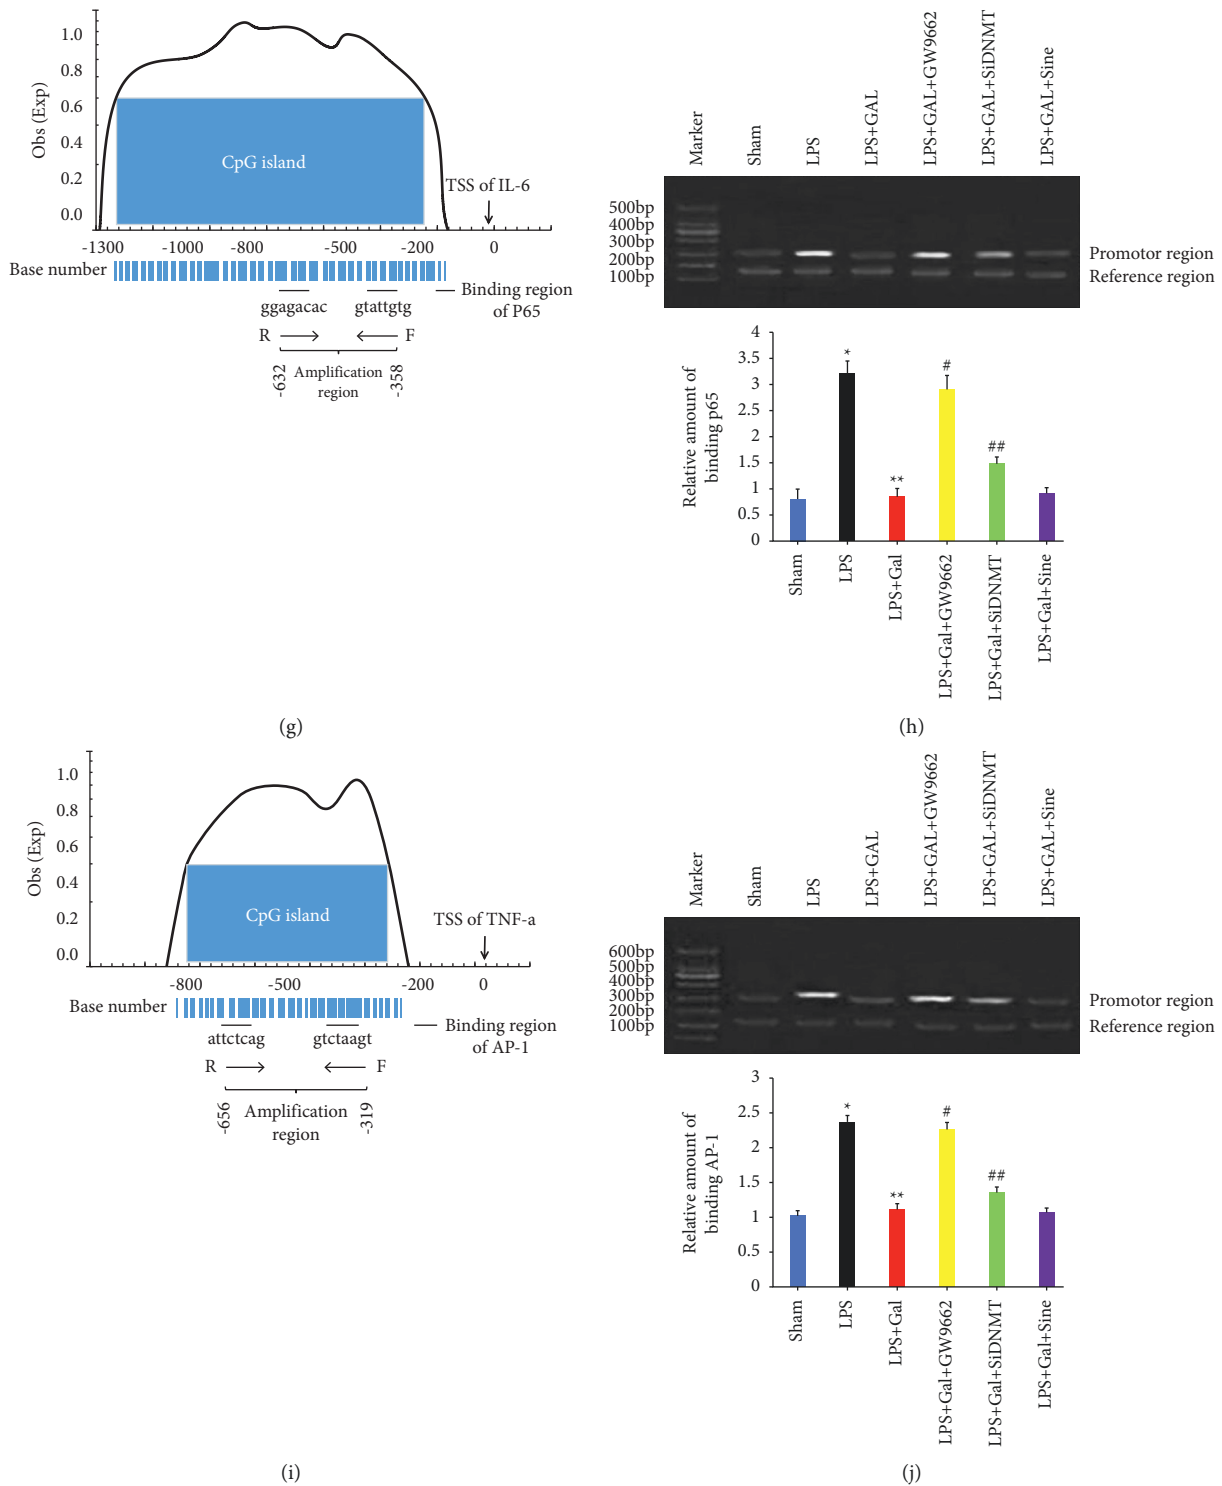 1.0
0.8
0.6
0.4
0.2
0.0
Obs (Exp)
CpG island
TSS of IL-6
-1300
-1000
-800
-500
-200
0
Base number
Binding region
of P65
ggagacac
gtattgtg
R
F
-632
Amplification
region
-358
(g)
Marker
Sham
LPS
LPS+GAL
LPS+GAL+GW9662
LPS+GAL+SiDNMT
LPS+GAL+Sine
500bp
400bp
300bp
200bp
100bp
Promotor region
Reference region
Relative amount of
binding p65
4
3.5
3
2.5
2
1.5
1
0.5
0
*
**
#
##
Sham
LPS
LPS+Gal
LPS+Gal+GW9662
LPS+Gal+SiDNMT
LPS+Gal+Sine
(h)
1.0
0.8
0.6
0.4
0.2
0.0
Obs (Exp)
CpG island
TSS of TNF-a
-800
-500
-200
0
Base number
Binding region
of AP-1
attctcag
gtctaagt
R
F
-656
Amplification
region
-319
(i)
Marker
Sham
LPS
LPS+GAL
LPS+GAL+GW9662
LPS+GAL+SiDNMT
LPS+GAL+Sine
600bp
500bp
400bp
300bp
200bp
100bp
Promotor region
Reference region
Relative amount of
binding AP-1
3
2.5
2
1.5
1
0.5
0
*
**
#
##
Sham
LPS
LPS+Gal
LPS+Gal+GW9662
LPS+Gal+SiDNMT
LPS+Gal+Sine
(j)